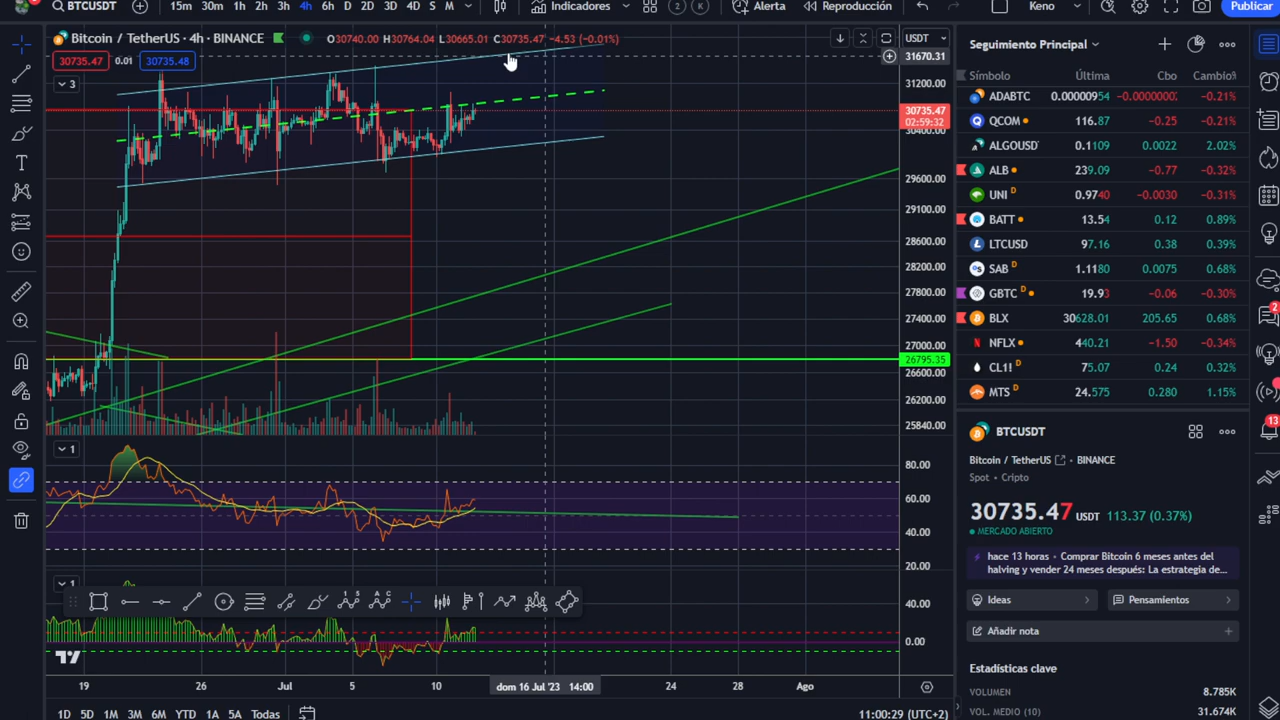 BTCUSDT 15m 30m 1h 2h 3h 4h 6h D 2D 3D 4D S M Indicadores 2 K Alerta Reproducción Keno Publicar
Bitcoin / TetherUS • 4h • BINANCE O30740.00 H30764.04 L30665.01 C30735.47 -4.53 (-0.01%) USDT
30735.47 0.01 30735.48
3
31670.31
31200.00
30735.47
02:59:32
30400.00
29600.00
29100.00
28600.00
28200.00
27800.00
27400.00
27000.00
26795.35
26600.00
26200.00
25840.00
1
80.00
60.00
40.00
20.00
1
40.00
0.00
19 26 Jul 5 10 dom 16 Jul '23 14:00 24 28 Ago
1D 5D 1M 3M 6M YTD 1A 5A Todas 11:00:29 (UTC+2)
Seguimiento Principal
Símbolo Última Cbo Cambio%
ADABTC 0.00000954 -0.21%
QCOM 116.87 -0.25 -0.21%
ALGOUSD 0.1109 0.0022 2.02%
ALB 239.09 -0.77 -0.32%
UNI D 0.9740 -0.0030 -0.31%
BATT 13.54 0.12 0.89%
LTCUSD 97.16 0.38 0.39%
SAB D 1.1180 0.0075 0.68%
GBTC D 19.93 -0.06 -0.30%
BLX 30628.01 205.65 0.68%
NFLX 440.21 -1.50 -0.34%
CL1! D 75.07 0.24 0.32%
MTS D 24.575 0.280 1.15%
BTCUSDT
Bitcoin / TetherUS • BINANCE
Spot • Cripto
30735.47 USDT 113.37 (0.37%)
MERCADO ABIERTO
hace 13 horas • Comprar Bitcoin 6 meses antes del
halving y vender 24 meses después: La estrategia de...
Ideas Pensamientos
Añadir nota
Estadísticas clave
VOLUMEN 8.785K
VOL. MEDIO (10) 31.674K
2
13